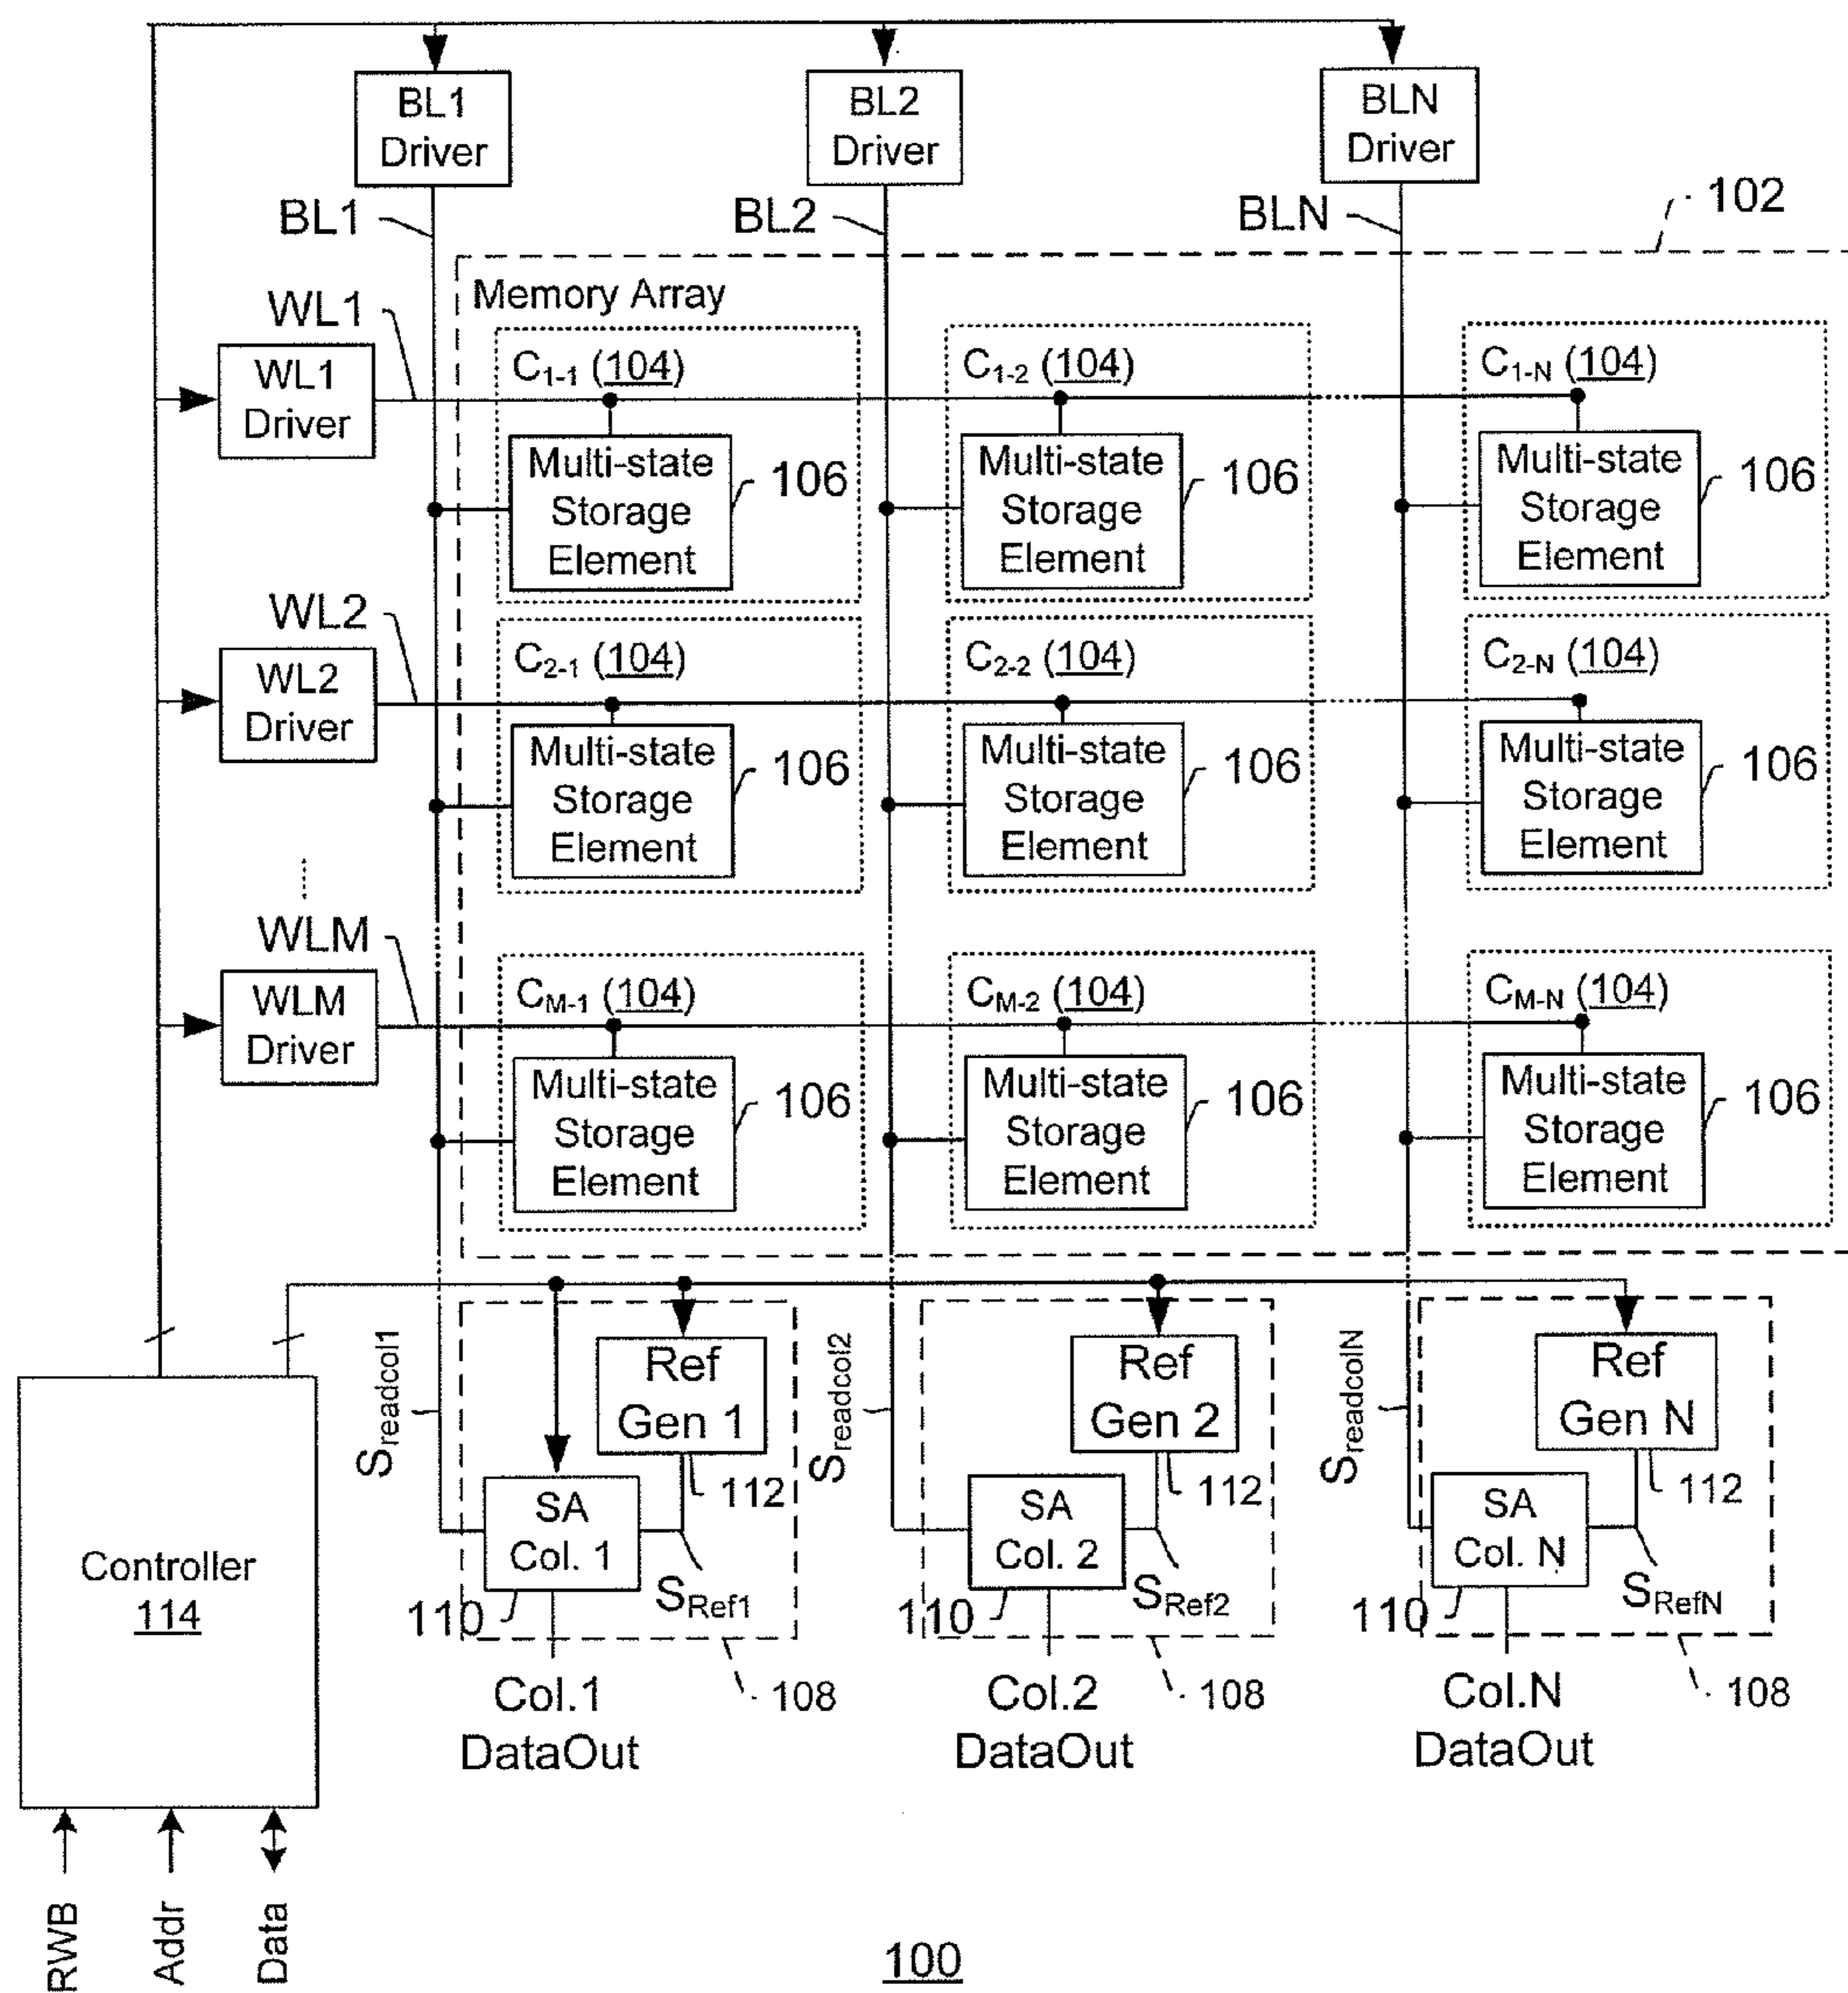 BL1
Driver
BL2
Driver
BLN
Driver
BL1
BL2
BLN
102
Memory Array
WL1
WL1
Driver
C1-1 (104)
C1-2 (104)
C1-N (104)
Multi-state
Storage
Element
106
Multi-state
Storage
Element
106
Multi-state
Storage
Element
106
WL2
WL2
Driver
C2-1 (104)
C2-2 (104)
C2-N (104)
Multi-state
Storage
Element
106
Multi-state
Storage
Element
106
Multi-state
Storage
Element
106
WLM
WLM
Driver
CM-1 (104)
CM-2 (104)
CM-N (104)
Multi-state
Storage
Element
106
Multi-state
Storage
Element
106
Multi-state
Storage
Element
106
Sreadcol1
Ref
Gen 1
112
SA
Col. 1
110
SRef1
108
Col.1
DataOut
Sreadcol2
Ref
Gen 2
112
SA
Col. 2
110
SRef2
108
Col.2
DataOut
SreadcolN
Ref
Gen N
112
SA
Col. N
110
SRefN
108
Col.N
DataOut
Controller
114
RWB
Addr
Data
100